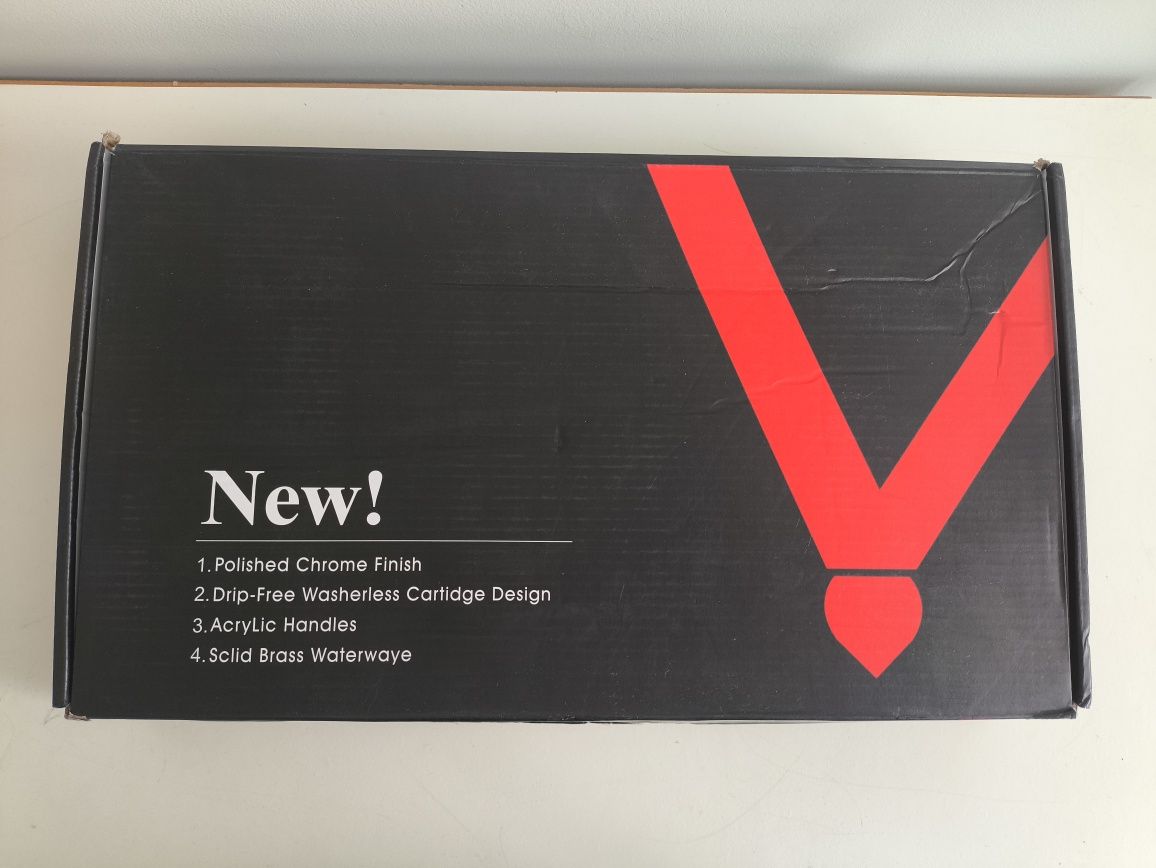 New!
1.Polished Chrome Finish
2.Drip-Free Washerless Cartidge Design
3.AcryLic Handles
4.Sclid Brass Waterwaye